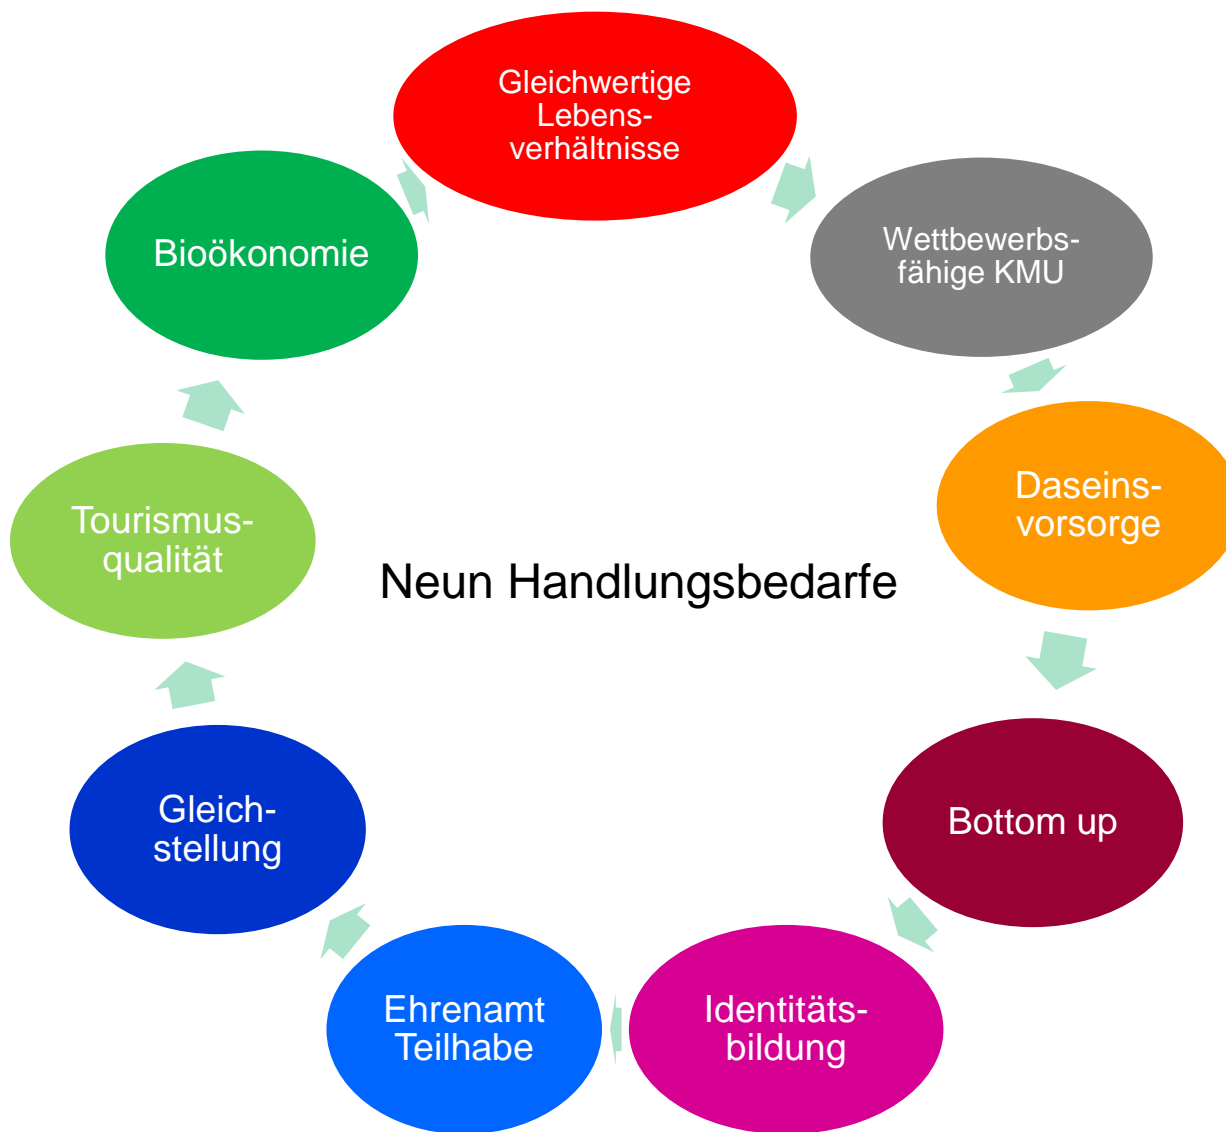 Gleichwertige
Lebens-
verhältnisse
Wettbewerbs-
fähige KMU
Daseins-
vorsorge
Bottom up
Identitäts-
bildung
Ehrenamt
Teilhabe
Gleich-
stellung
Tourismus-
qualität
Bioökonomie
Neun Handlungsbedarfe